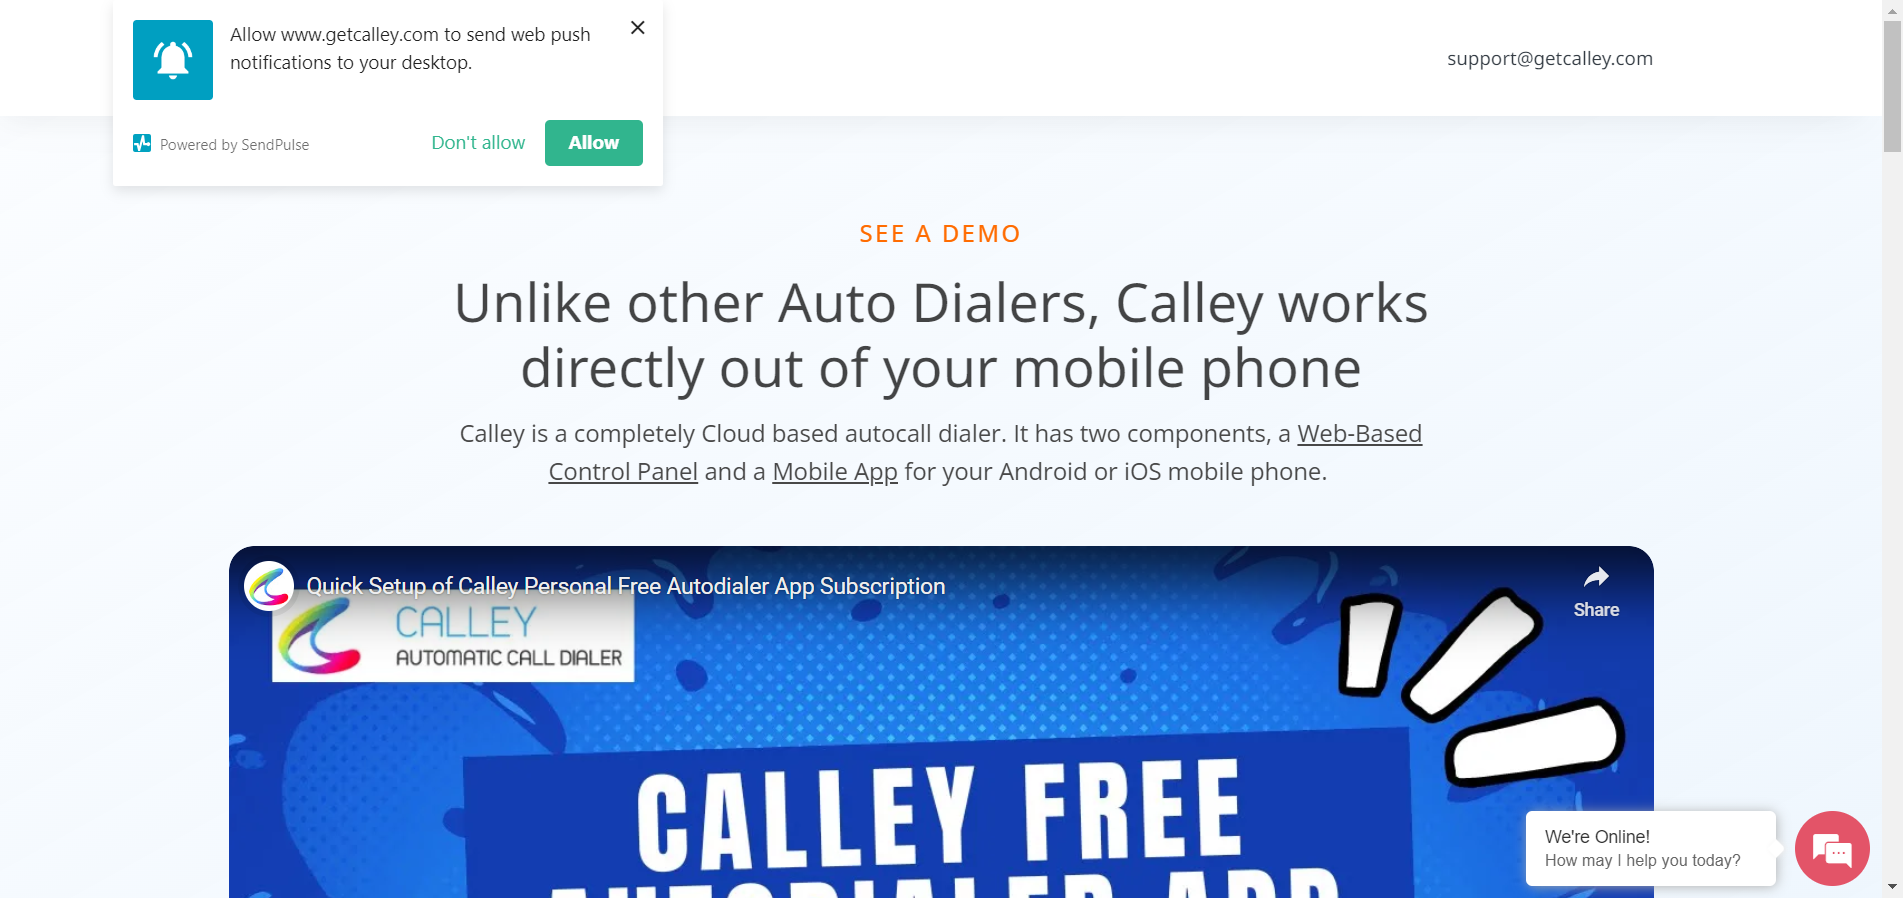 Allow www.getcalley.com to send web push
notifications to your desktop.
Powered by SendPulse
Don't allow
Allow
support@getcalley.com
SEE A DEMO
Unlike other Auto Dialers, Calley works
directly out of your mobile phone
Calley is a completely Cloud based autocall dialer. It has two components, a Web-Based
Control Panel and a Mobile App for your Android or iOS mobile phone.
Quick Setup of Calley Personal Free Autodialer App Subscription
Share
CALLEY
AUTOMATIC CALL DIALER
CALLEY FREE
AUTODIALER APP
We're Online!
How may I help you today?